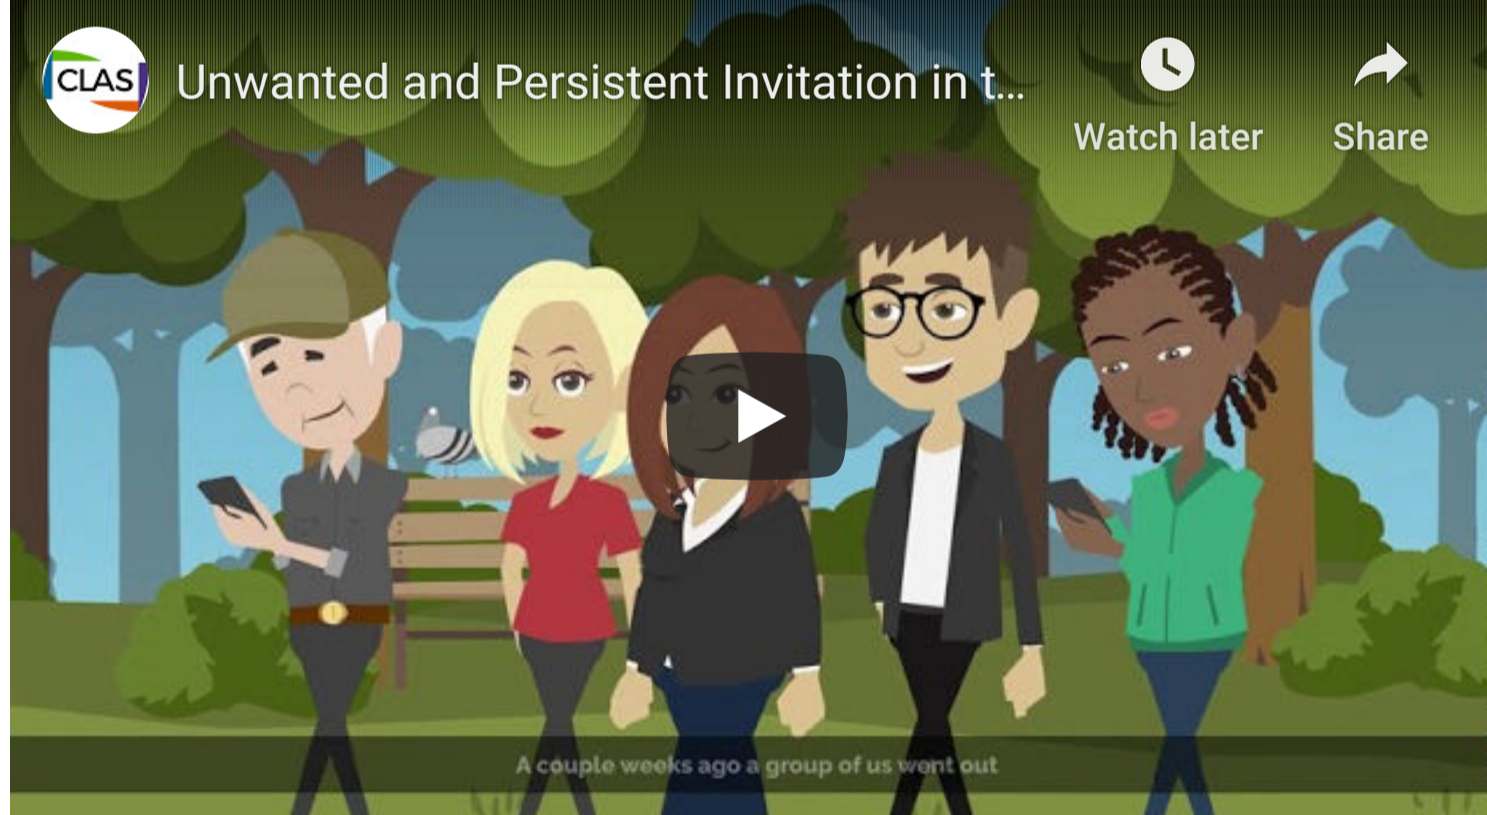 CLAS
Unwanted and Persistent Invitation in t...
Watch later
Share
A couple weeks ago a group of us went out